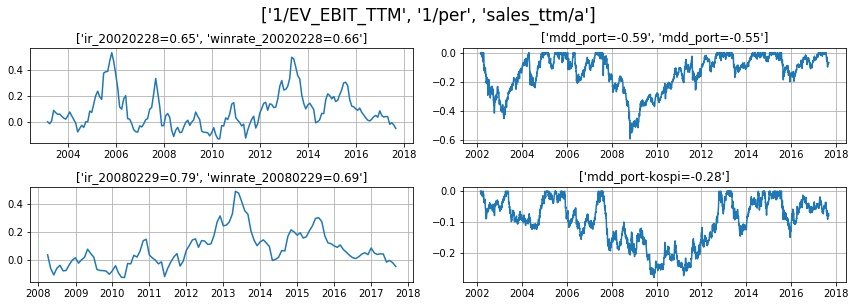 ['1/EV_EBIT_TTM', '1/per', 'sales_ttm/a']
['ir_20020228=0.65', 'winrate_20020228=0.66']
0.4
0.2
0.0
2004 2006 2008 2010 2012 2014 2016 2018
['mdd_port=-0.59', 'mdd_port=-0.55']
0.0
−0.2
−0.4
−0.6
2002 2004 2006 2008 2010 2012 2014 2016 2018
['ir_20080229=0.79', 'winrate_20080229=0.69']
0.4
0.2
0.0
2008 2009 2010 2011 2012 2013 2014 2015 2016 2017 2018
['mdd_port-kospi=-0.28']
0.0
−0.1
−0.2
2002 2004 2006 2008 2010 2012 2014 2016 2018